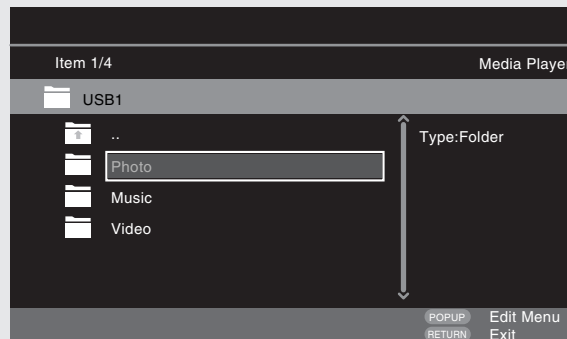 Item 1/4 Media Playe
USB1
..
Type:Folder
Photo
Music
Video
POPUP Edit Menu
RETURN Exit